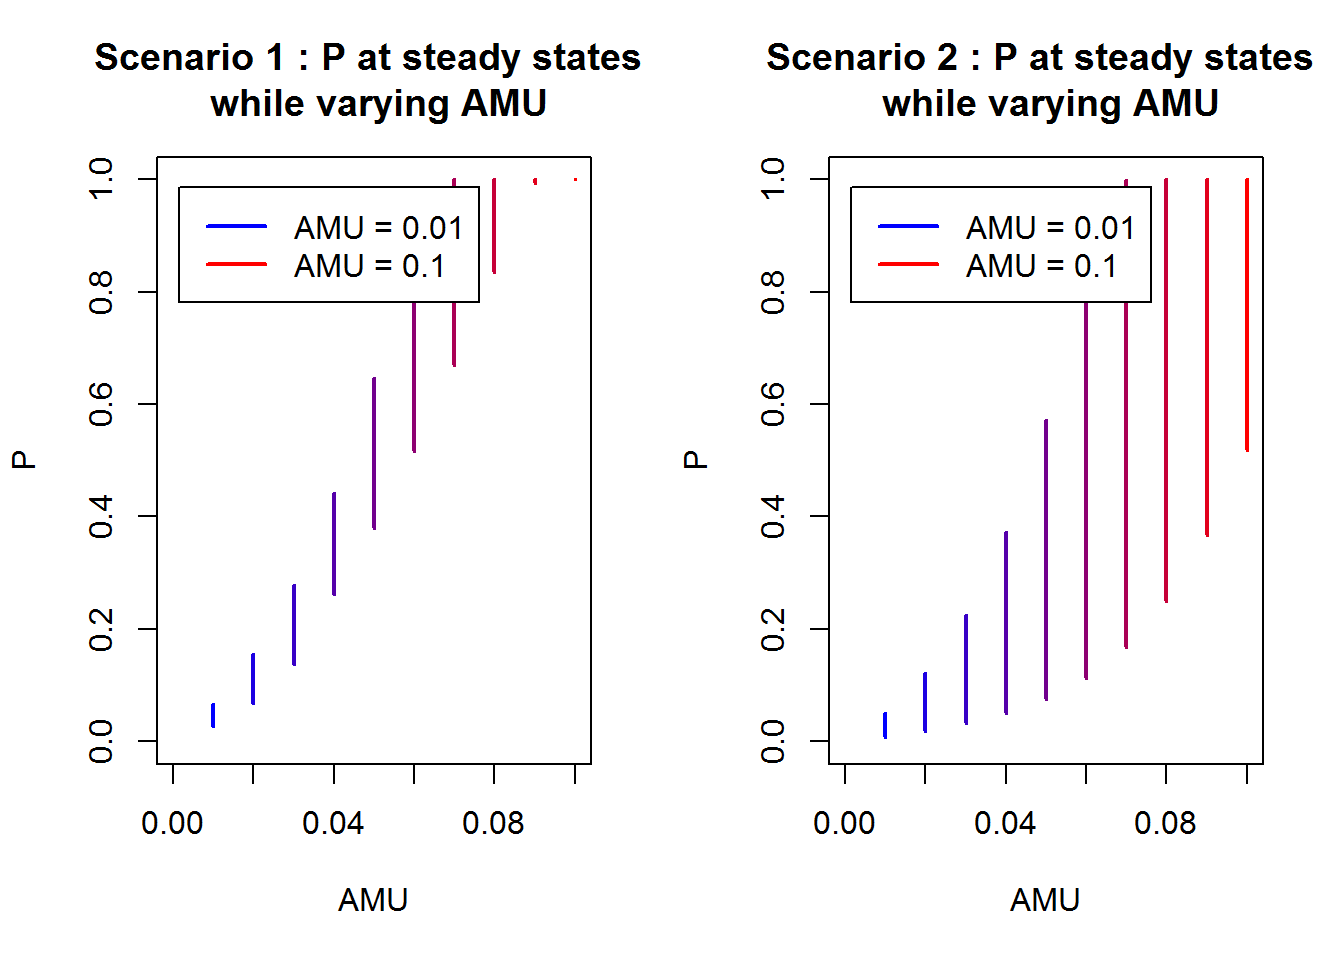 Scenario 1 : P at steady states
while varying AMU
P
0.0
0.2
0.4
0.6
0.8
1.0
AMU = 0.01
AMU = 0.1
0.00
0.04
0.08
AMU
Scenario 2 : P at steady states
while varying AMU
P
0.0
0.2
0.4
0.6
0.8
1.0
AMU = 0.01
AMU = 0.1
0.00
0.04
0.08
AMU